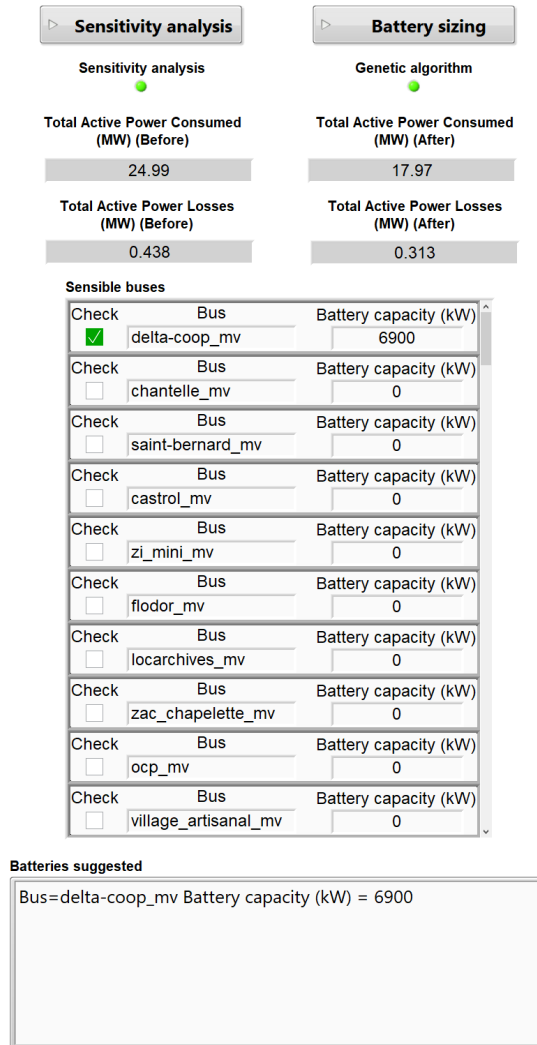 Sensitivity analysis
Battery sizing
Sensitivity analysis
Genetic algorithm
Total Active Power Consumed
(MW) (Before)
Total Active Power Consumed
(MW) (After)
24.99
17.97
Total Active Power Losses
(MW) (Before)
Total Active Power Losses
(MW) (After)
0.438
0.313
Sensible buses
Check Bus Battery capacity (kW)
delta-coop_mv 6900
Check Bus Battery capacity (kW)
chantelle_mv 0
Check Bus Battery capacity (kW)
saint-bernard_mv 0
Check Bus Battery capacity (kW)
castrol_mv 0
Check Bus Battery capacity (kW)
zi_mini_mv 0
Check Bus Battery capacity (kW)
flodor_mv 0
Check Bus Battery capacity (kW)
locarchives_mv 0
Check Bus Battery capacity (kW)
zac_chapelette_mv 0
Check Bus Battery capacity (kW)
ocp_mv 0
Check Bus Battery capacity (kW)
village_artisanal_mv 0
Batteries suggested
Bus=delta-coop_mv Battery capacity (kW) = 6900